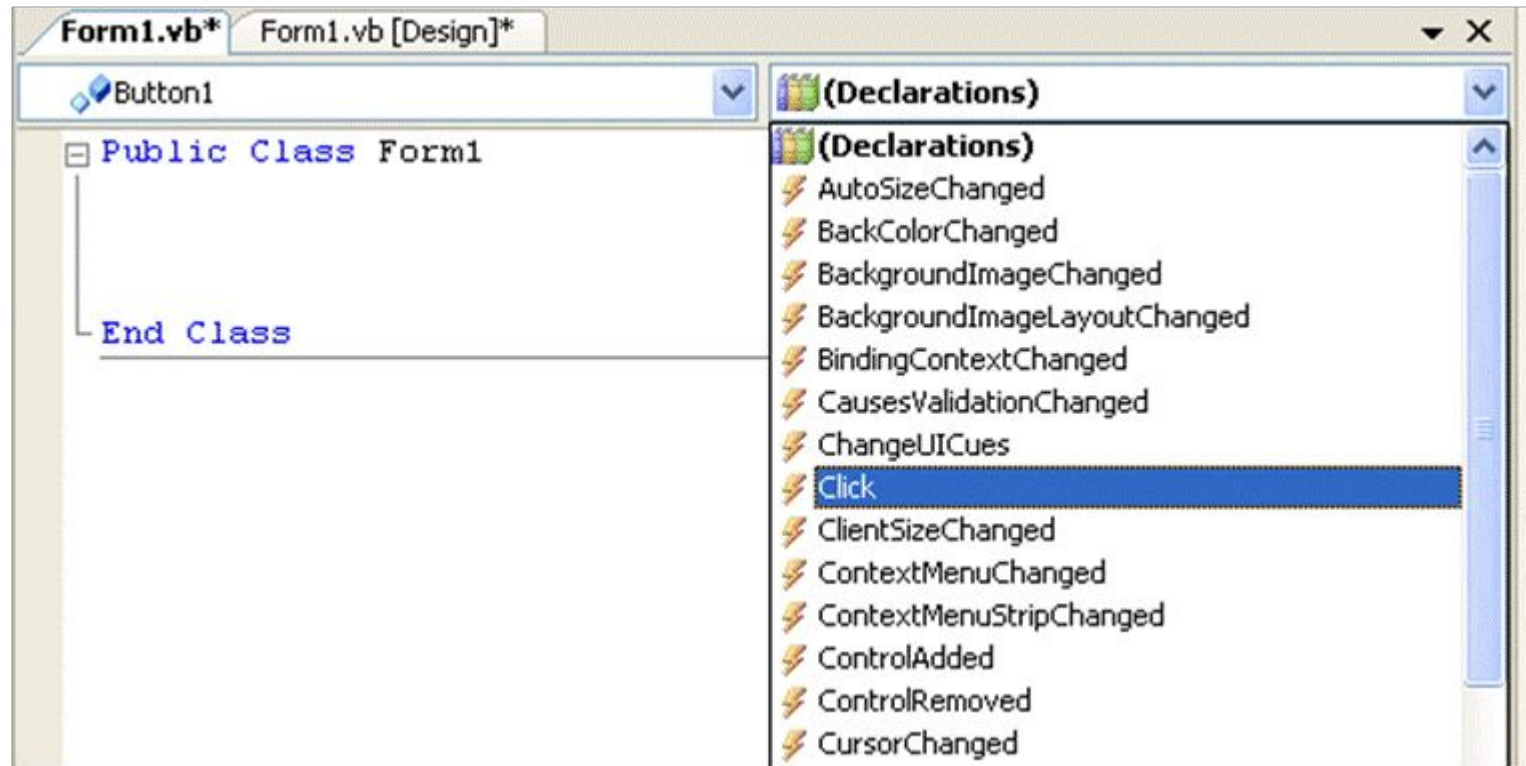 Form1.vb* Form1.vb [Design]*
Button1 (Declarations)
Public Class Form1
End Class
(Declarations)
AutoSizeChanged
BackColorChanged
BackgroundImageChanged
BackgroundImageLayoutChanged
BindingContextChanged
CausesValidationChanged
ChangeUICues
Click
ClientSizeChanged
ContextMenuChanged
ContextMenuStripChanged
ControlAdded
ControlRemoved
CursorChanged